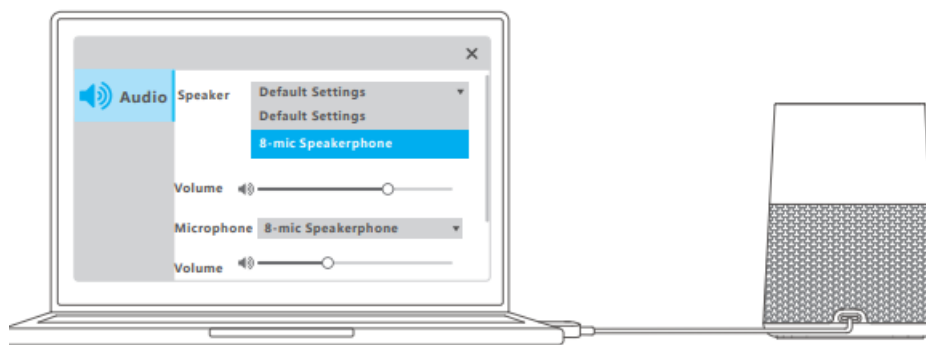 Audio
Speaker
Default Settings
Default Settings
8-mic Speakerphone
Volume
Microphone
8-mic Speakerphone
Volume